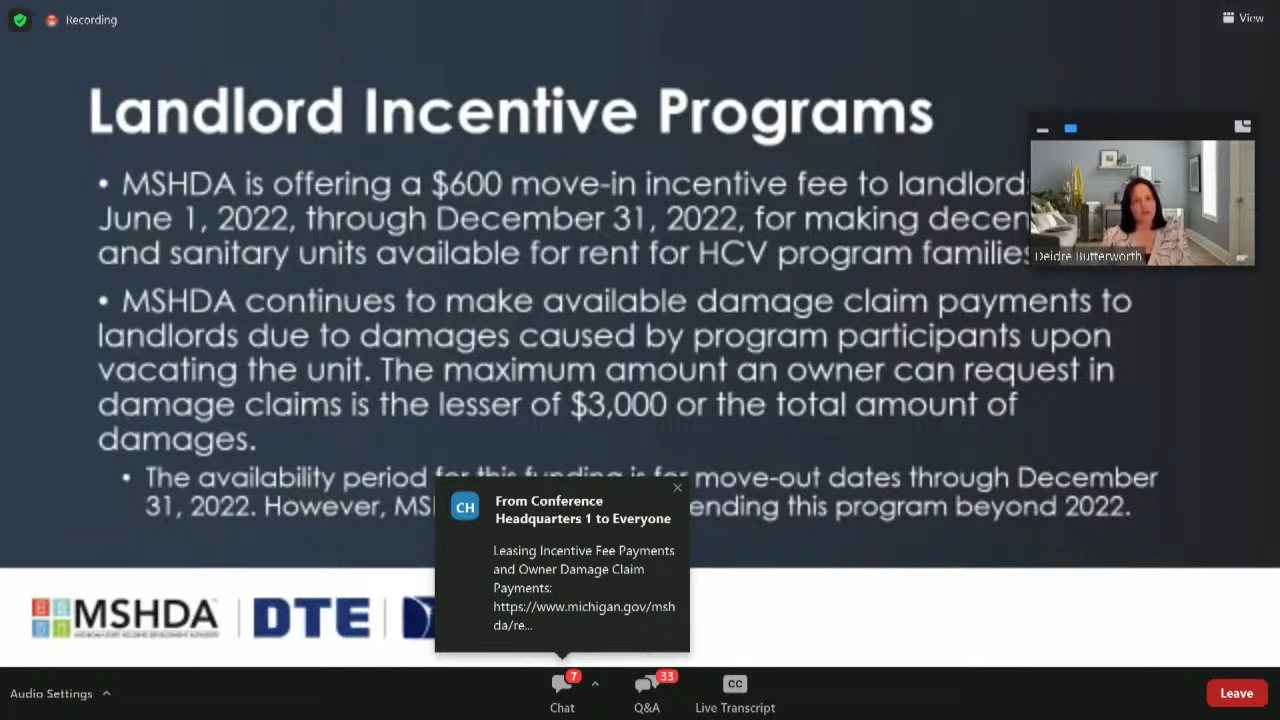 Recording
View
Landlord Incentive Programs
• MSHDA is offering a $600 move-in incentive fee to landlord
June 1, 2022, through December 31, 2022, for making decen
and sanitary units available for rent for HCV program families
Deidre Butterworth
• MSHDA continues to make available damage claim payments to
landlords due to damages caused by program participants upon
vacating the unit. The maximum amount an owner can request in
damage claims is the lesser of $3,000 or the total amount of
damages.
• The availability period for this funding is for move-out dates through December
31, 2022. However, MS ending this program beyond 2022.
CH
From Conference
Headquarters 1 to Everyone
Leasing Incentive Fee Payments
and Owner Damage Claim
Payments:
https://www.michigan.gov/msh
da/re...
MSHDA
DTE
Audio Settings
7
Chat
33
Q&A
CC
Live Transcript
Leave